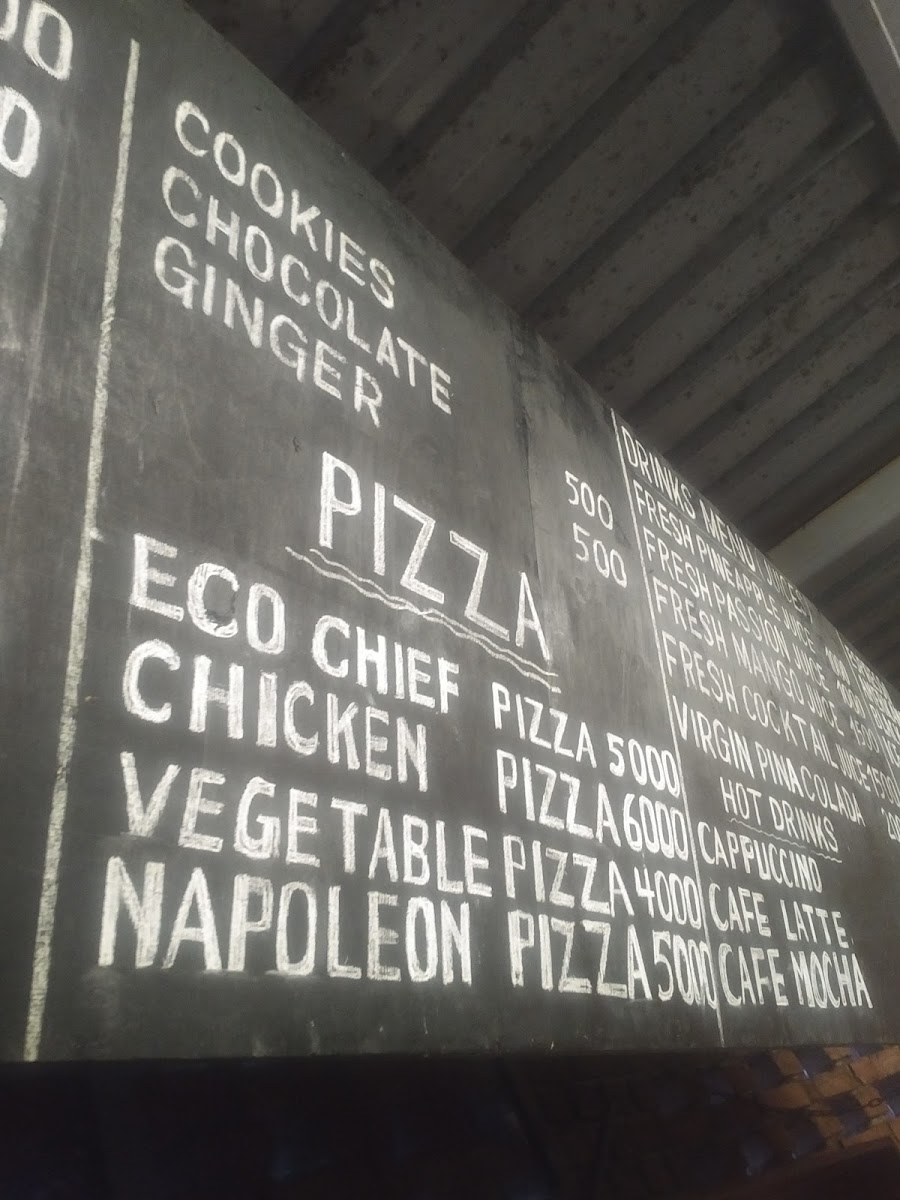 COOKIES
CHOCOLATE 500
GINGER 500
PIZZA
ECO CHIEF PIZZA 5000
CHICKEN PIZZA 6000
VEGETABLE PIZZA 4000
NAPOLEON PIZZA 5000
DRINKS MENU
FRESH PINEAPPLE JUICE
FRESH PASSION JUICE
FRESH MANGO JUICE
FRESH COCKTAIL JUICE 1500
VIRGIN PINACOLADA
HOT DRINKS
CAPPUCCINO
CAFE LATTE
CAFE MOCHA